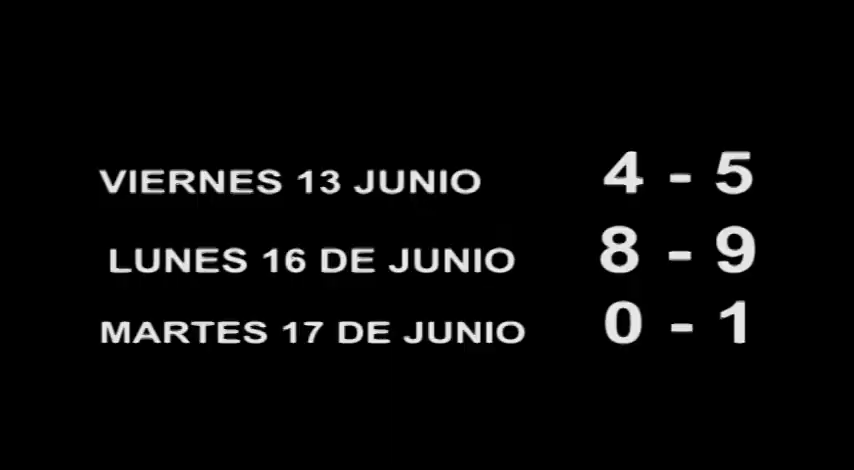 VIERNES 13 JUNIO 4 - 5
LUNES 16 DE JUNIO 8 - 9
MARTES 17 DE JUNIO 0 - 1